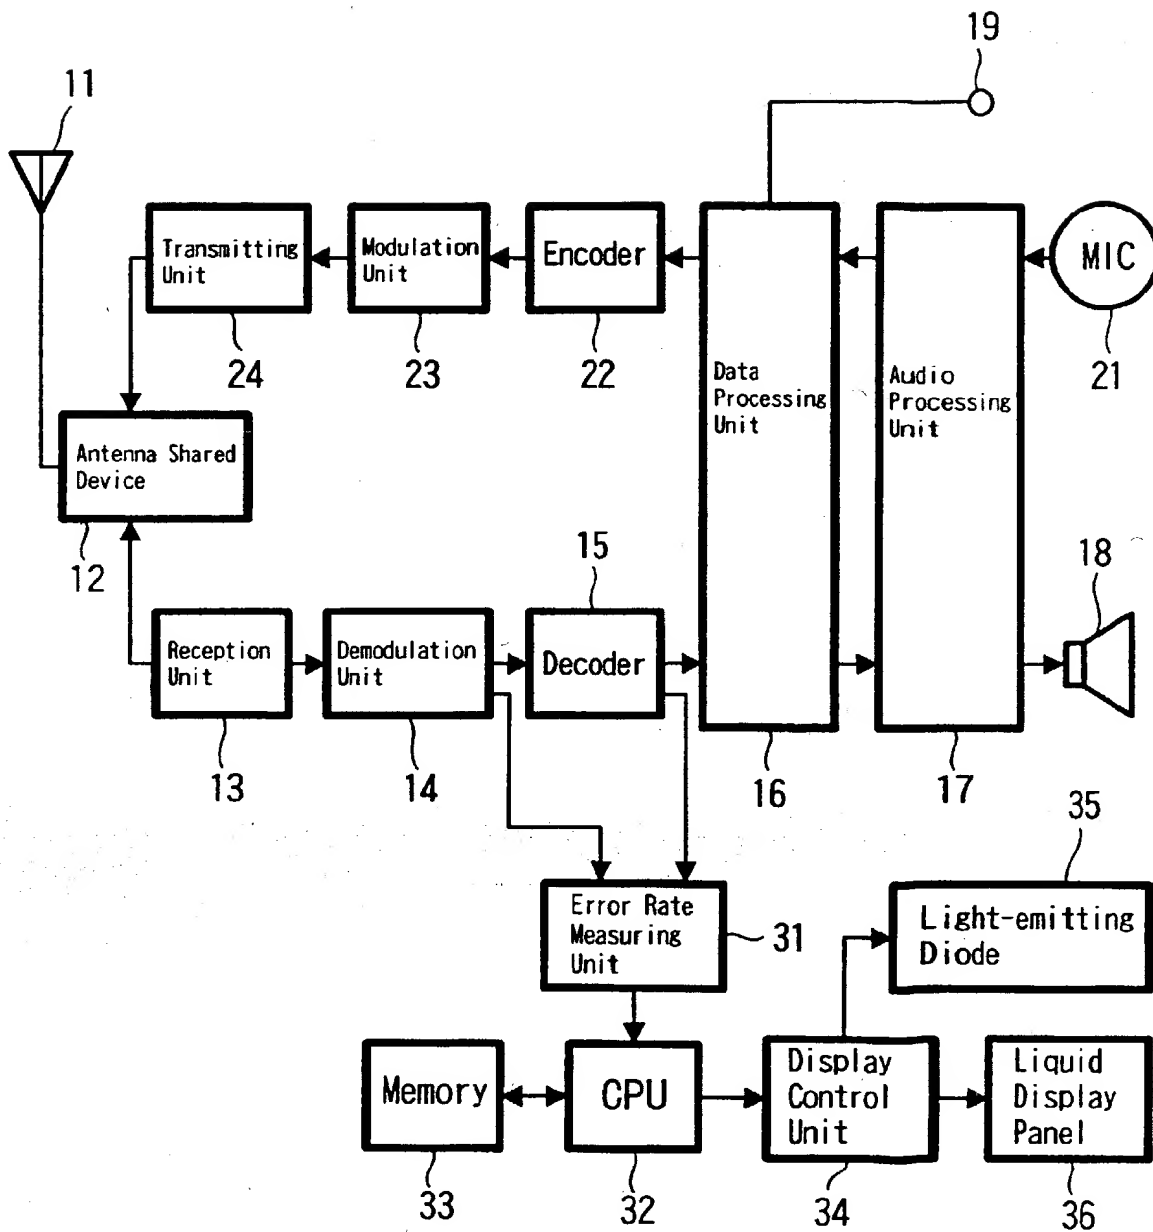 19
11
Transmitting
Unit
Modulation
Unit
Encoder
MIC
24
23
22
Data
Processing
Unit
Audio
Processing
Unit
21
Antenna Shared
Device
12
15
18
Reception
Unit
Demodulation
Unit
Decoder
13
14
16
17
35
Error Rate
Measuring
Unit
31
Light-emitting
Diode
Memory
CPU
Display
Control
Unit
Liquid
Display
Panel
33
32
34
36